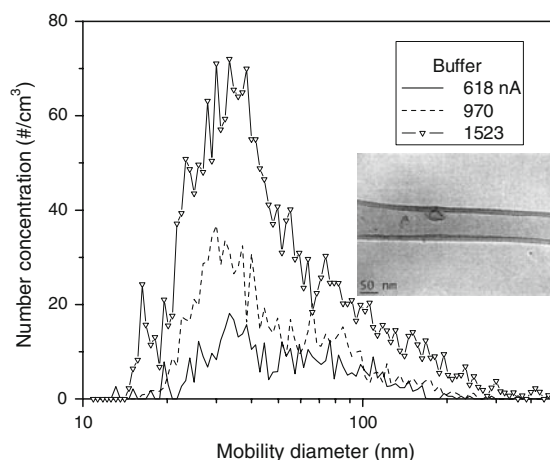 80
60
40
20
0
Number concentration (#/cm³)
Buffer
618 nA
970
1523
50 nm
10
100
Mobility diameter (nm)